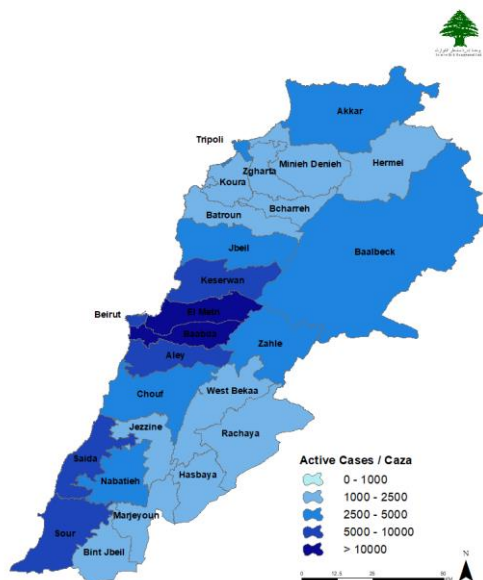 Akkar
Tripoli
Minieh Denieh
Hermel
Zgharta
Koura
Bcharreh
Batroun
Baalbeck
Jbeil
Keserwan
El Metn
Beirut
Baabda
Zahle
Aley
Chouf
West Bekaa
Jezzine
Rachaya
Saida
Hasbaya
Nabatieh
Marjeyoun
Sour
Bint Jbeil
Active Cases / Caza
0 - 1000
1000 - 2500
2500 - 5000
5000 - 10000
> 10000
N
0